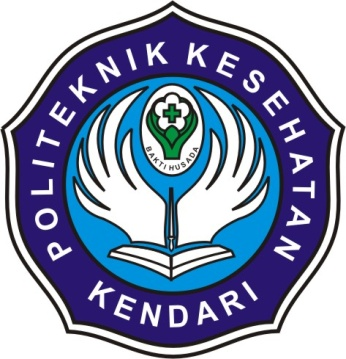 POLITEKNIK KESEHATAN
BAKTI HUSADA
KENDARI